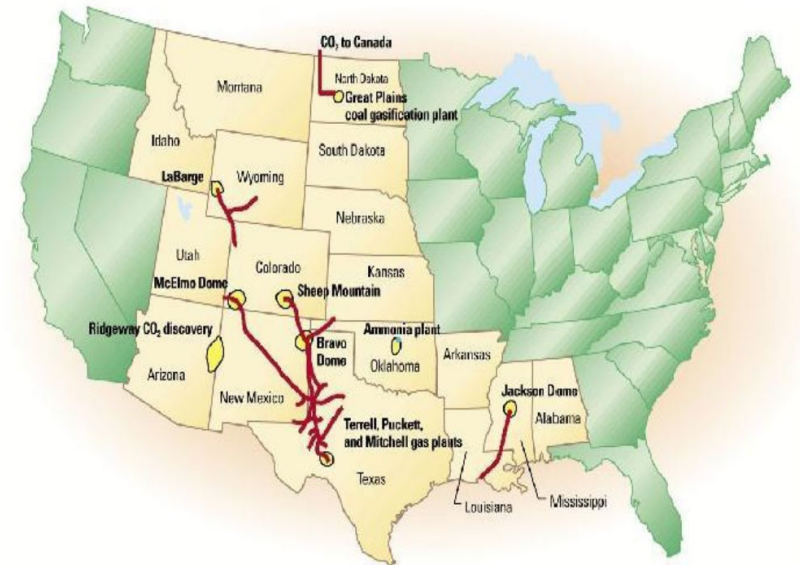 CO₂ to Canada
North Dakota
Great Plains
coal gasification plant
Montana
Idaho
South Dakota
LaBarge
Wyoming
Nebraska
Utah
Colorado
Kansas
McElmo Dome
Sheep Mountain
Ridgeway CO₂ discovery
Ammonia plant
Bravo
Dome
Oklahoma
Arkansas
Arizona
New Mexico
Jackson Dome
Alabama
Terrell, Puckett,
and Mitchell gas plants
Texas
Louisiana
Mississippi